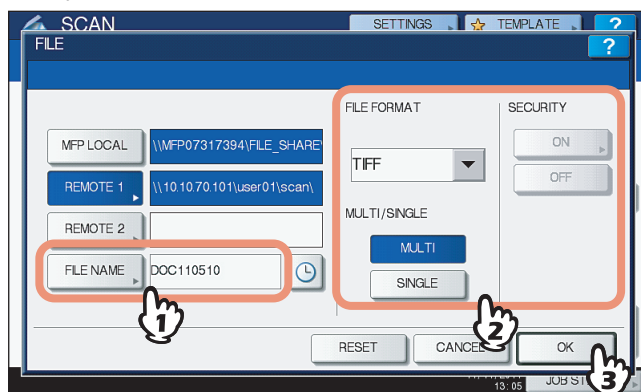 SCAN
SETTINGS
TEMPLATE
?
FILE
?
FILE FORMAT
SECURITY
MFP LOCAL
\\MFP07317394\FILE_SHARE
TIFF
ON
REMOTE 1
\\10.10.70.101\user01\scan\
OFF
MULTI/SINGLE
REMOTE 2
MULTI
FILE NAME
DOC110510
SINGLE
1
2
RESET
CANCEL
OK
3
13:05
JOB ST